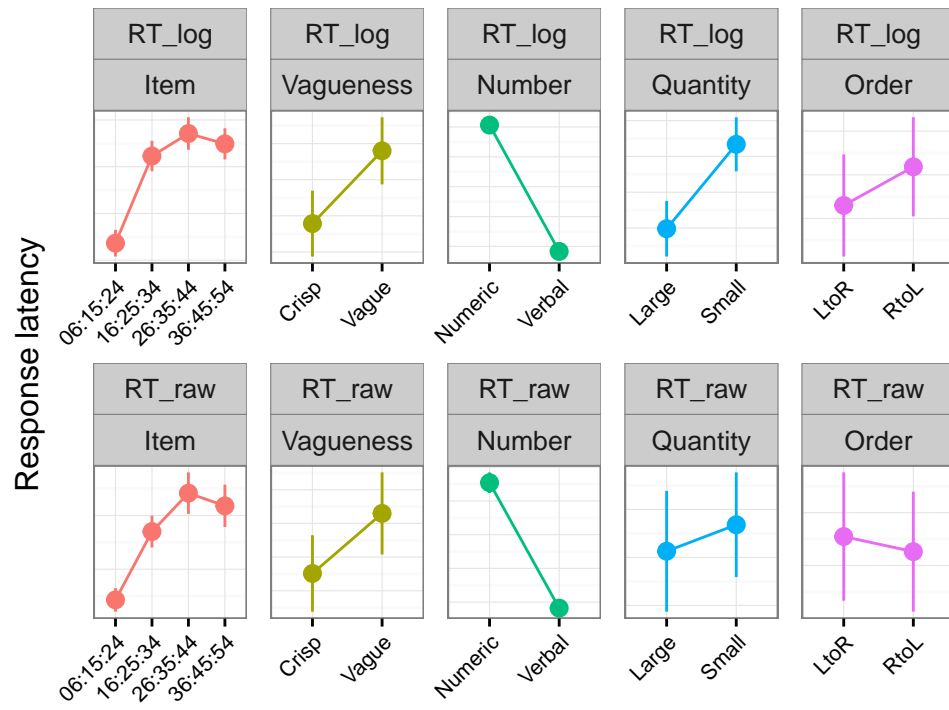 RT_log RT_log RT_log RT_log RT_log
Item Vagueness Number Quantity Order
06:15:24 16:25:34 26:35:44 36:45:54 Crisp Vague Numeric Verbal Large Small LtoR RtoL
Response latency
RT_raw RT_raw RT_raw RT_raw RT_raw
Item Vagueness Number Quantity Order
06:15:24 16:25:34 26:35:44 36:45:54 Crisp Vague Numeric Verbal Large Small LtoR RtoL